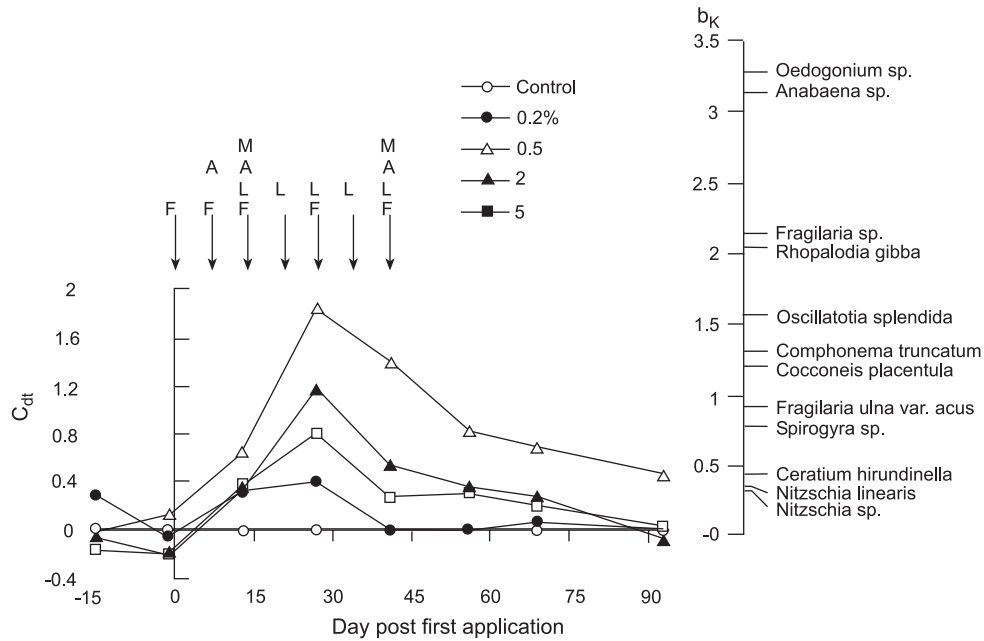 Control
0.2%
0.5
2
5
F
A
F
M
A
L
F
L
L
F
L
M
A
L
F
2
1.6
1.2
0.8
0.4
0
-0.4
C_dt
-15
0
15
30
45
60
75
90
Day post first application
b_K
3.5
3
2.5
2
1.5
1
0.5
-0
Oedogonium sp.
Anabaena sp.
Fragilaria sp.
Rhopalodia gibba
Oscillatotia splendida
Comphonema truncatum
Cocconeis placentula
Fragilaria ulna var. acus
Spirogyra sp.
Ceratium hirundinella
Nitzschia linearis
Nitzschia sp.